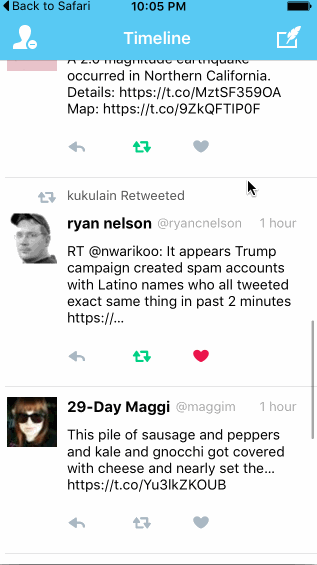 Back to Safari 10:05 PM
Timeline
A 2.0 magnitude earthquake
occurred in Northern California.
Details: https://t.co/MztSF359OA
Map: https://t.co/9ZkQFTlP0F
kukulain Retweeted
ryan nelson @ryancnelson 1 hour
RT @nwarikoo: It appears Trump
campaign created spam accounts
with Latino names who all tweeted
exact same thing in past 2 minutes
https://...
29-Day Maggi @maggim 1 hour
This pile of sausage and peppers
and kale and gnocchi got covered
with cheese and nearly set the...
https://t.co/Yu3lkZKOUB